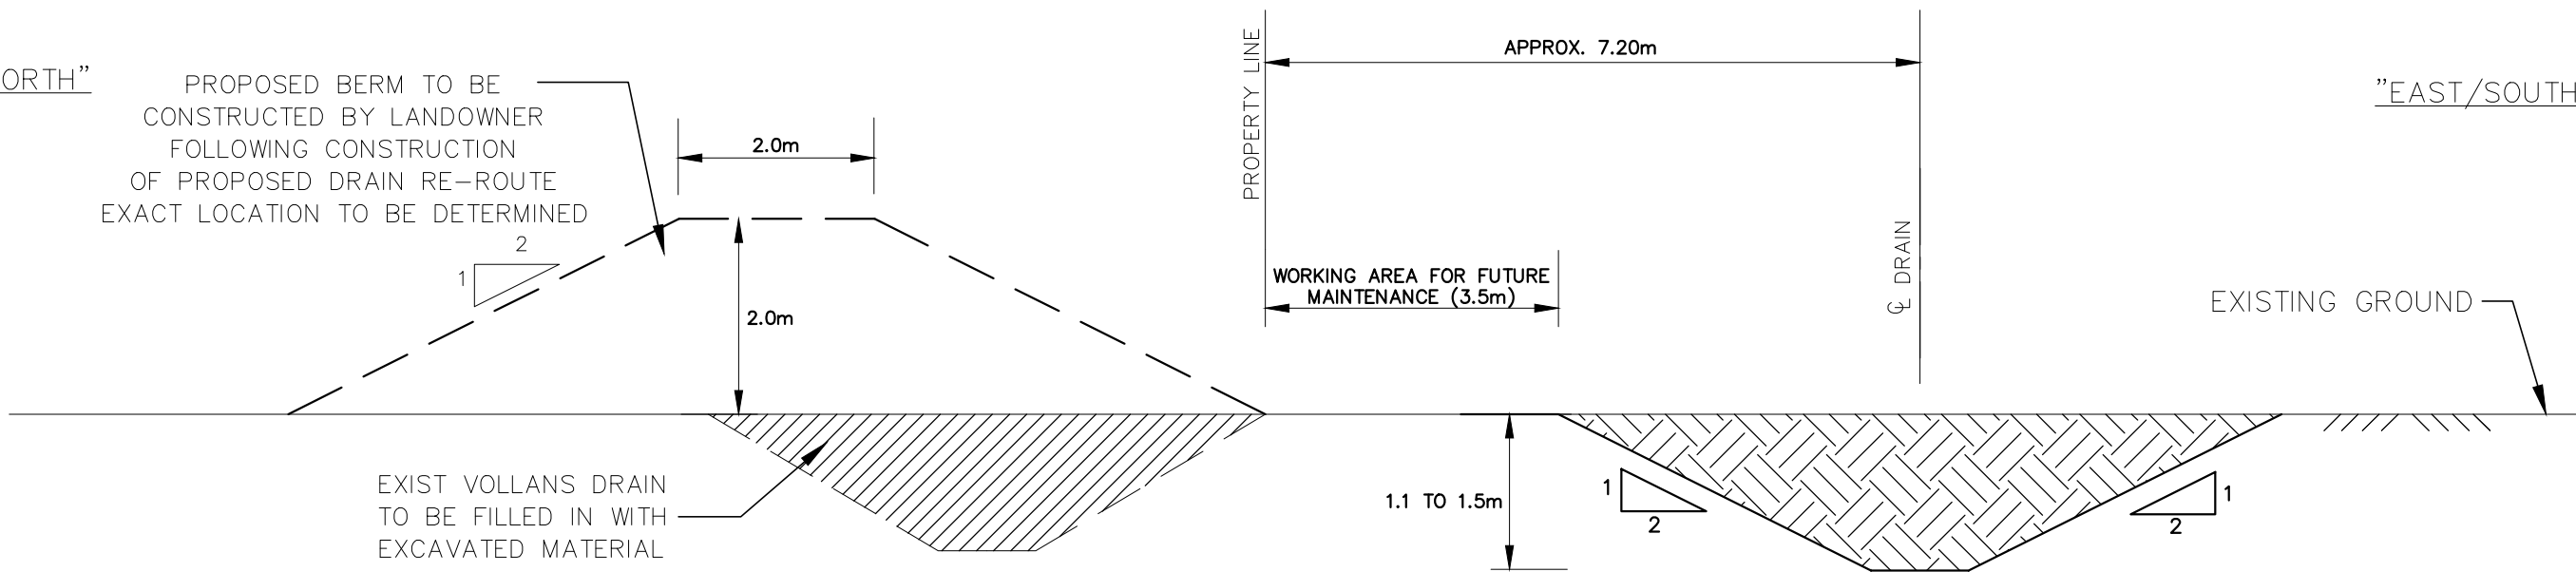 ORTH"
PROPOSED BERM TO BE
CONSTRUCTED BY LANDOWNER
FOLLOWING CONSTRUCTION
OF PROPOSED DRAIN RE-ROUTE
EXACT LOCATION TO BE DETERMINED
2
1
2.0m
2.0m
PROPERTY LINE
APPROX. 7.20m
℄ DRAIN
WORKING AREA FOR FUTURE
MAINTENANCE (3.5m)
"EAST/SOUTH
EXISTING GROUND
EXIST VOLLANS DRAIN
TO BE FILLED IN WITH
EXCAVATED MATERIAL
1.1 TO 1.5m
1
2
1
2